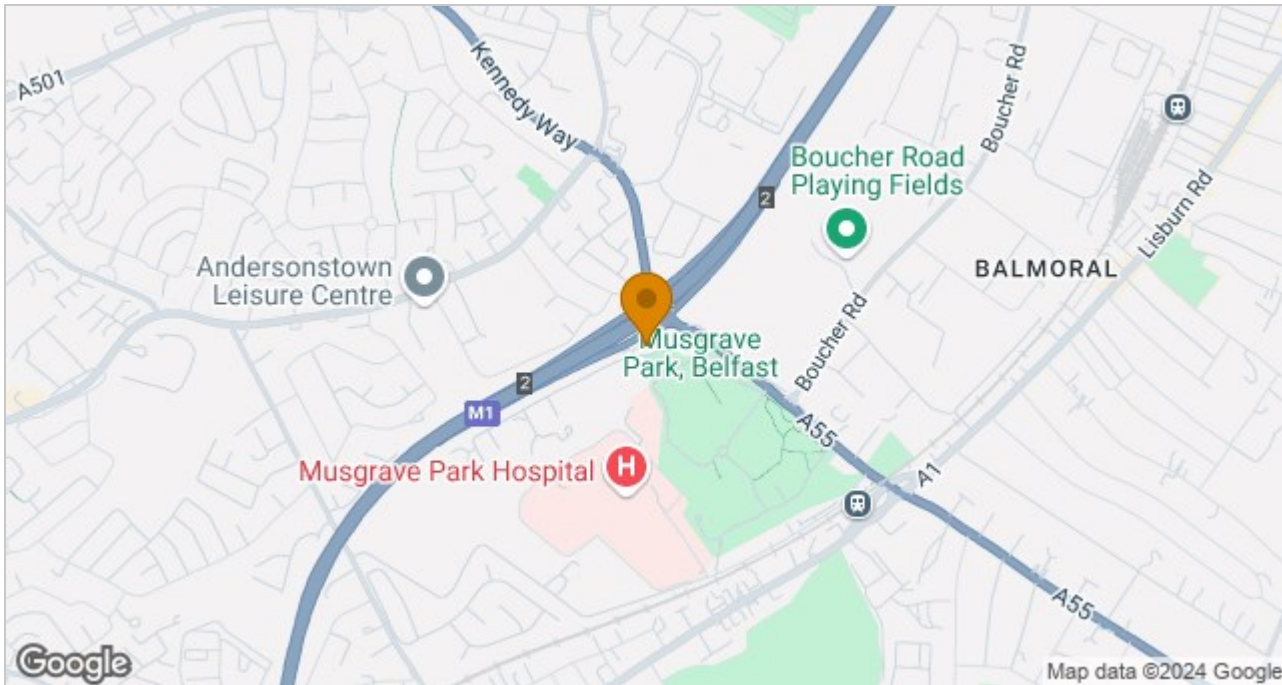 A501
Kennedy Way
2
Boucher Rd
Boucher Road
Playing Fields
Lisburn Rd
BALMORAL
Andersonstown
Leisure Centre
Boucher Rd
Musgrave
Park, Belfast
2
M1
A55
Musgrave Park Hospital
H
A1
A55
Google
Map data ©2024 Google